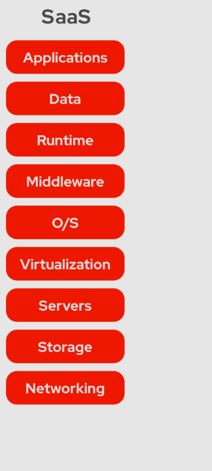 SaaS
Applications
Data
Runtime
Middleware
O/S
Virtualization
Servers
Storage
Networking